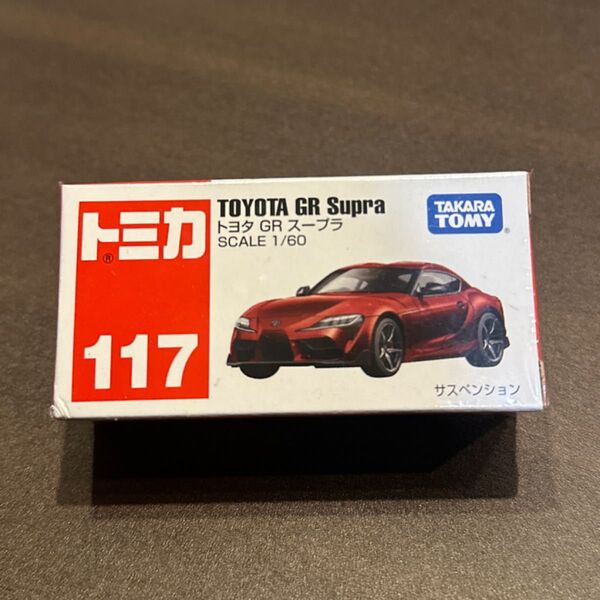 トミカ
®
117
TOYOTA GR Supra
トヨタ GR スープラ
SCALE 1/60
TAKARA
TOMY
®
サスペンション